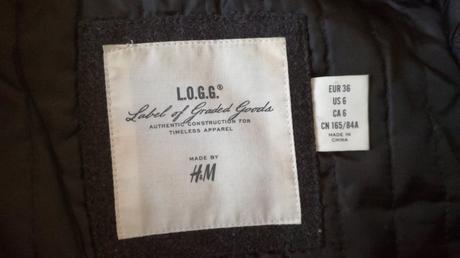 L.O.G.G.®
Label of Graded Goods
AUTHENTIC CONSTRUCTION FOR
TIMELESS APPAREL
MADE BY
H&M
EUR 36
US 6
CA 6
CN 165/84A
MADE IN
CHINA